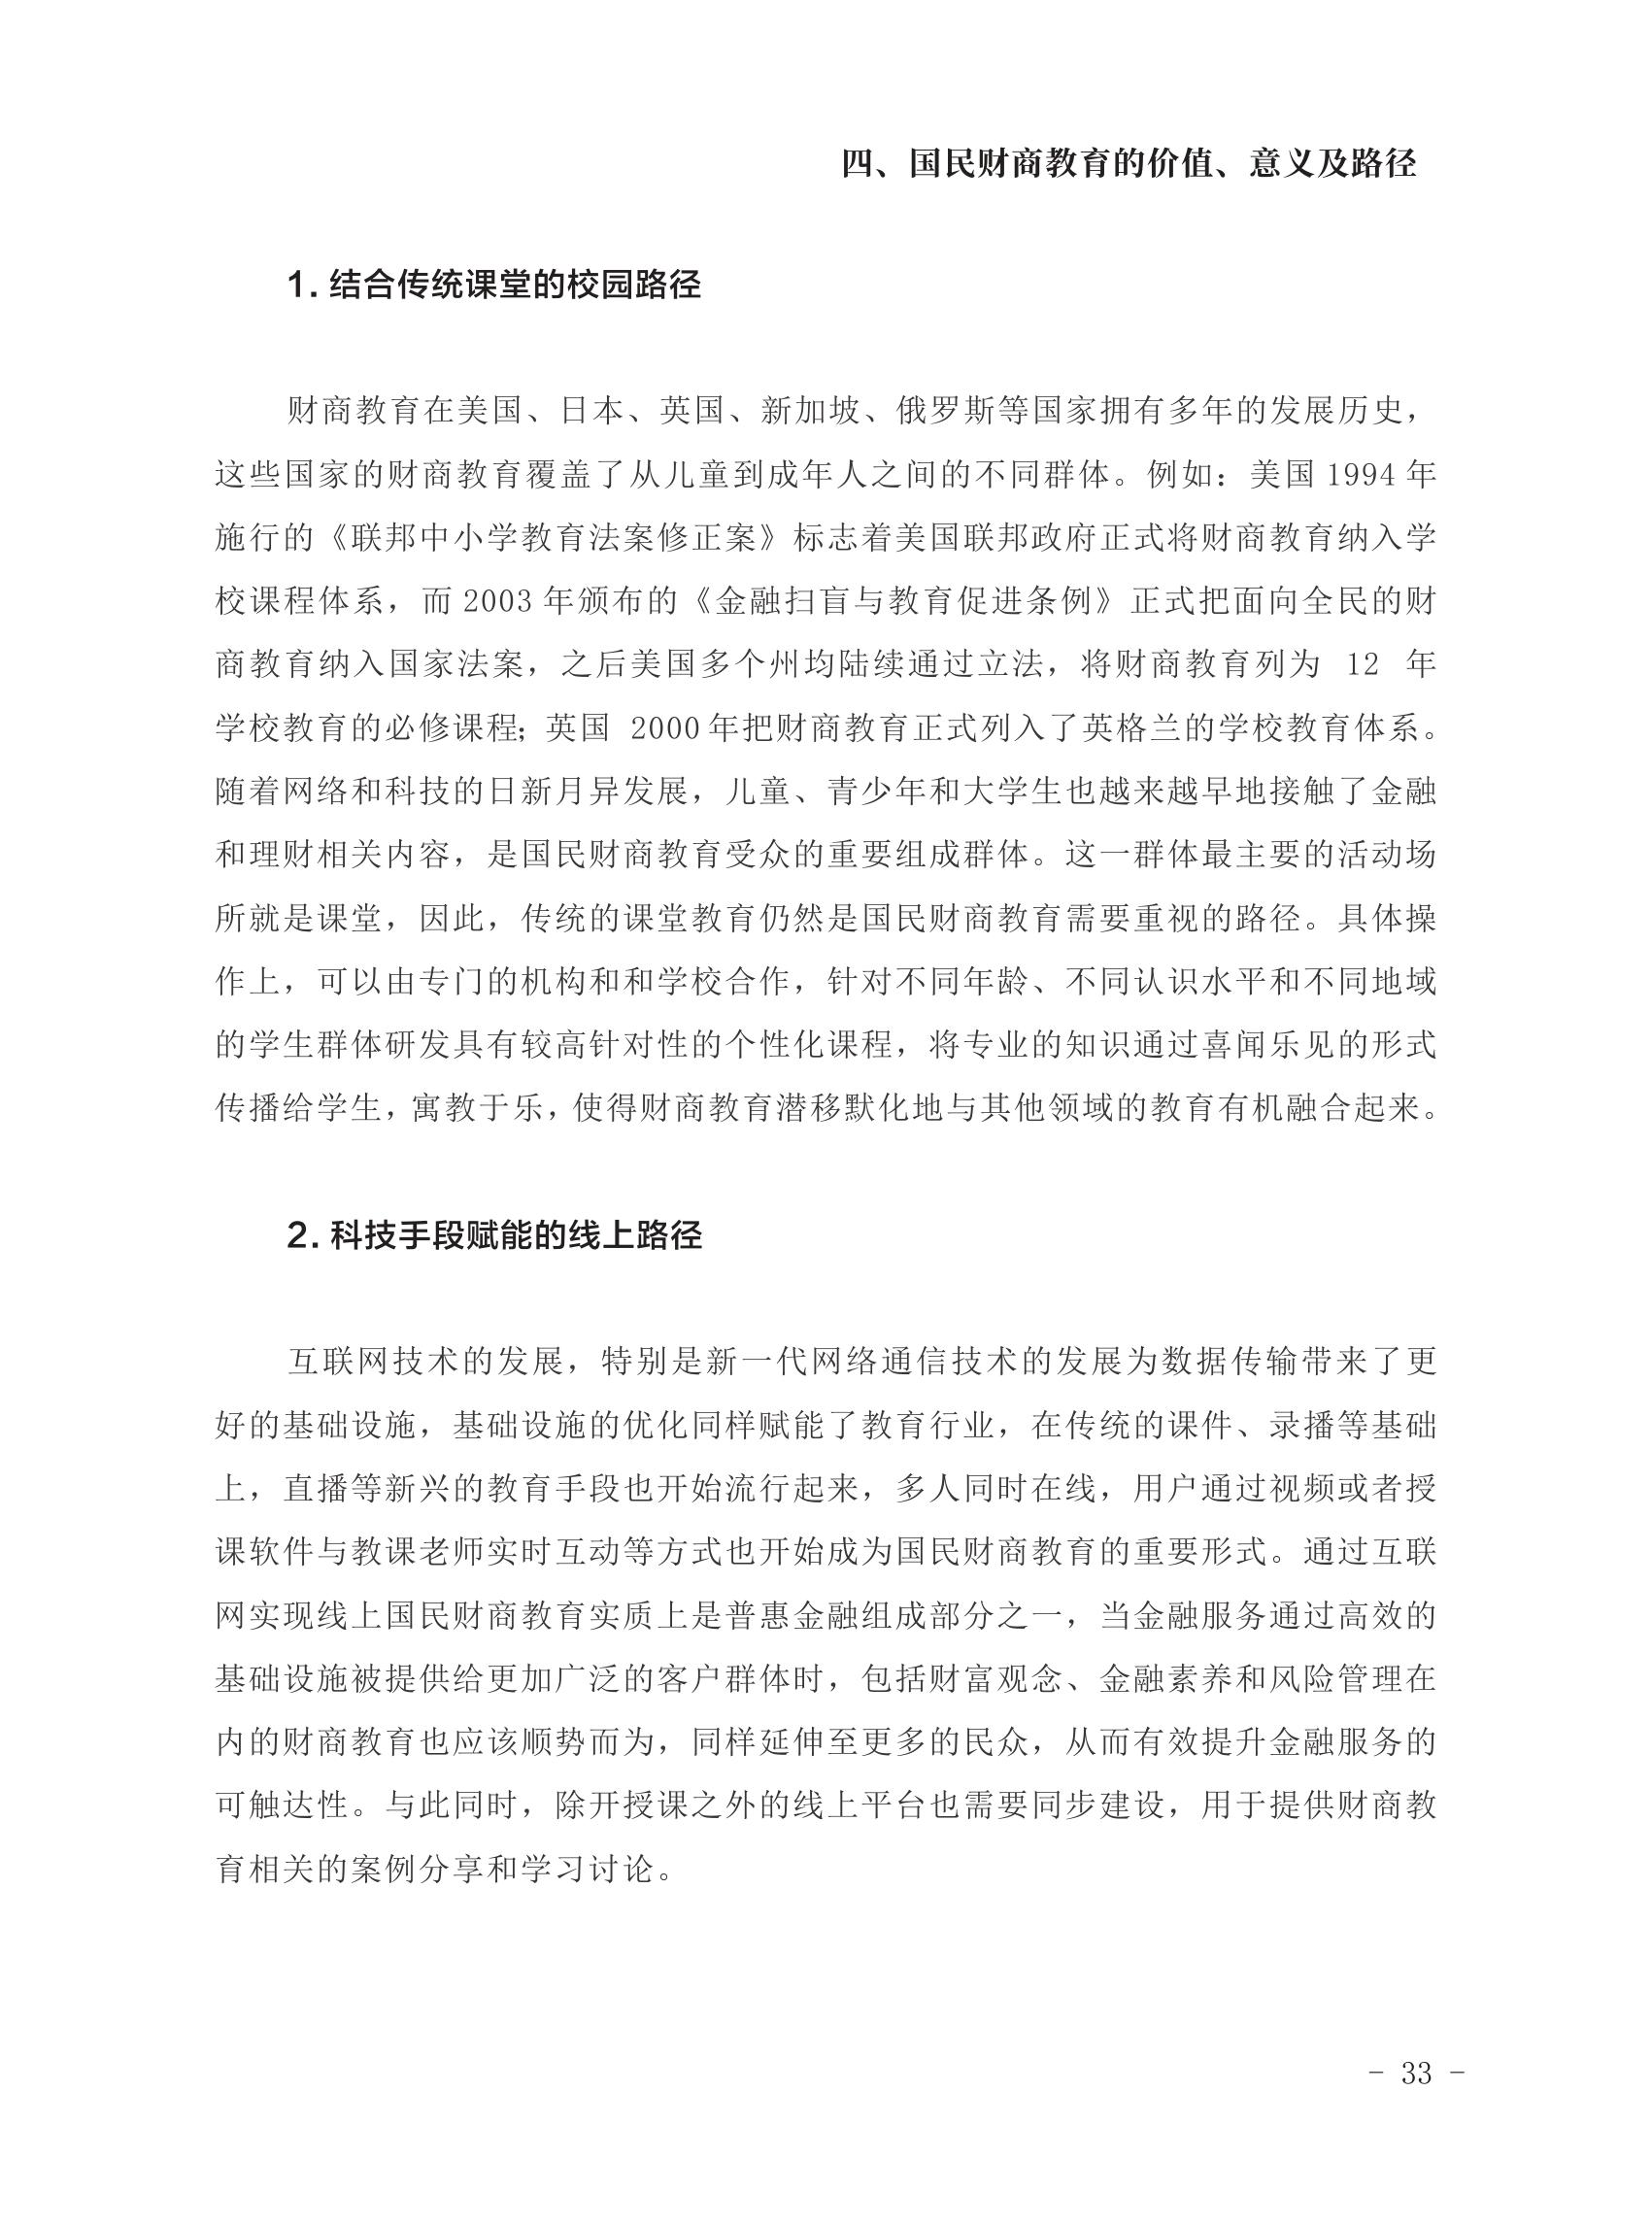 四、国民财商教育的价值、意义及路径
1. 结合传统课堂的校园路径
财商教育在美国、日本、英国、新加坡、俄罗斯等国家拥有多年的发展历史，
这些国家的财商教育覆盖了从儿童到成年人之间的不同群体。例如：美国 1994 年
施行的《联邦中小学教育法案修正案》标志着美国联邦政府正式将财商教育纳入学
校课程体系，而 2003 年颁布的《金融扫盲与教育促进条例》正式把面向全民的财
商教育纳入国家法案，之后美国多个州均陆续通过立法，将财商教育列为 12 年
学校教育的必修课程；英国 2000 年把财商教育正式列入了英格兰的学校教育体系。
随着网络和科技的日新月异发展，儿童、青少年和大学生也越来越早地接触了金融
和理财相关内容，是国民财商教育受众的重要组成群体。这一群体最主要的活动场
所就是课堂，因此，传统的课堂教育仍然是国民财商教育需要重视的路径。具体操
作上，可以由专门的机构和和学校合作，针对不同年龄、不同认识水平和不同地域
的学生群体研发具有较高针对性的个性化课程，将专业的知识通过喜闻乐见的形式
传播给学生，寓教于乐，使得财商教育潜移默化地与其他领域的教育有机融合起来。
2. 科技手段赋能的线上路径
互联网技术的发展，特别是新一代网络通信技术的发展为数据传输带来了更
好的基础设施，基础设施的优化同样赋能了教育行业，在传统的课件、录播等基础
上，直播等新兴的教育手段也开始流行起来，多人同时在线，用户通过视频或者授
课软件与教课老师实时互动等方式也开始成为国民财商教育的重要形式。通过互联
网实现线上国民财商教育实质上是普惠金融组成部分之一，当金融服务通过高效的
基础设施被提供给更加广泛的客户群体时，包括财富观念、金融素养和风险管理在
内的财商教育也应该顺势而为，同样延伸至更多的民众，从而有效提升金融服务的
可触达性。与此同时，除开授课之外的线上平台也需要同步建设，用于提供财商教
育相关的案例分享和学习讨论。
- 33 -